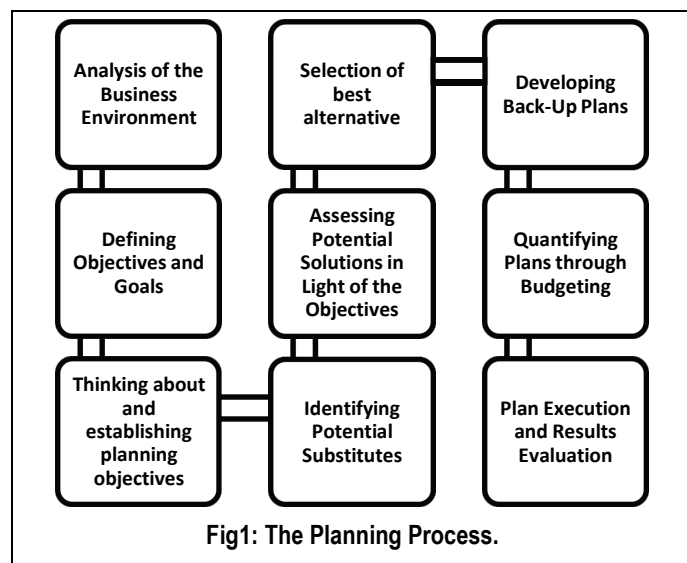 Analysis of the
Business
Environment
Defining
Objectives and
Goals
Thinking about
and
establishing
planning
objectives
Identifying
Potential
Substitutes
Assessing
Potential
Solutions in
Light of the
Objectives
Selection of
best
alternative
Developing
Back-Up Plans
Quantifying
Plans through
Budgeting
Plan Execution
and Results
Evaluation
Fig1: The Planning Process.